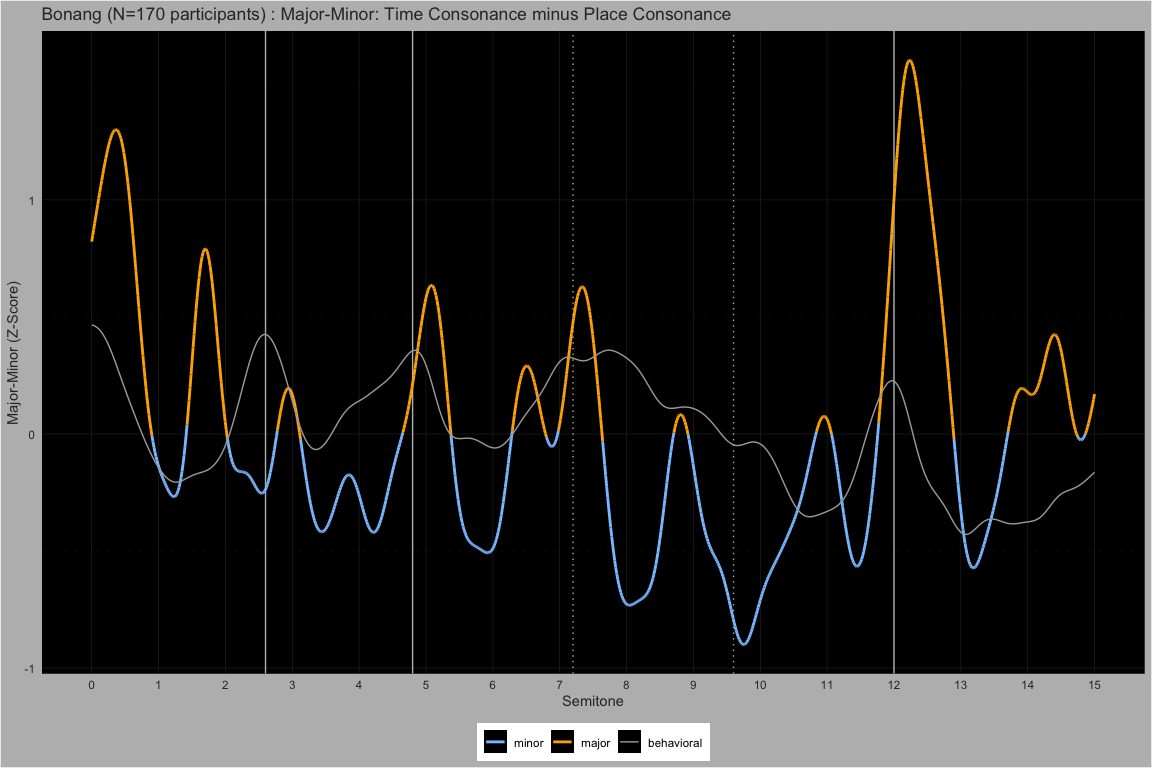 Bonang (N=170 participants) : Major-Minor: Time Consonance minus Place Consonance
Major-Minor (Z-Score)
1
0
-1
0 1 2 3 4 5 6 7 8 9 10 11 12 13 14 15
Semitone
minor major behavioral